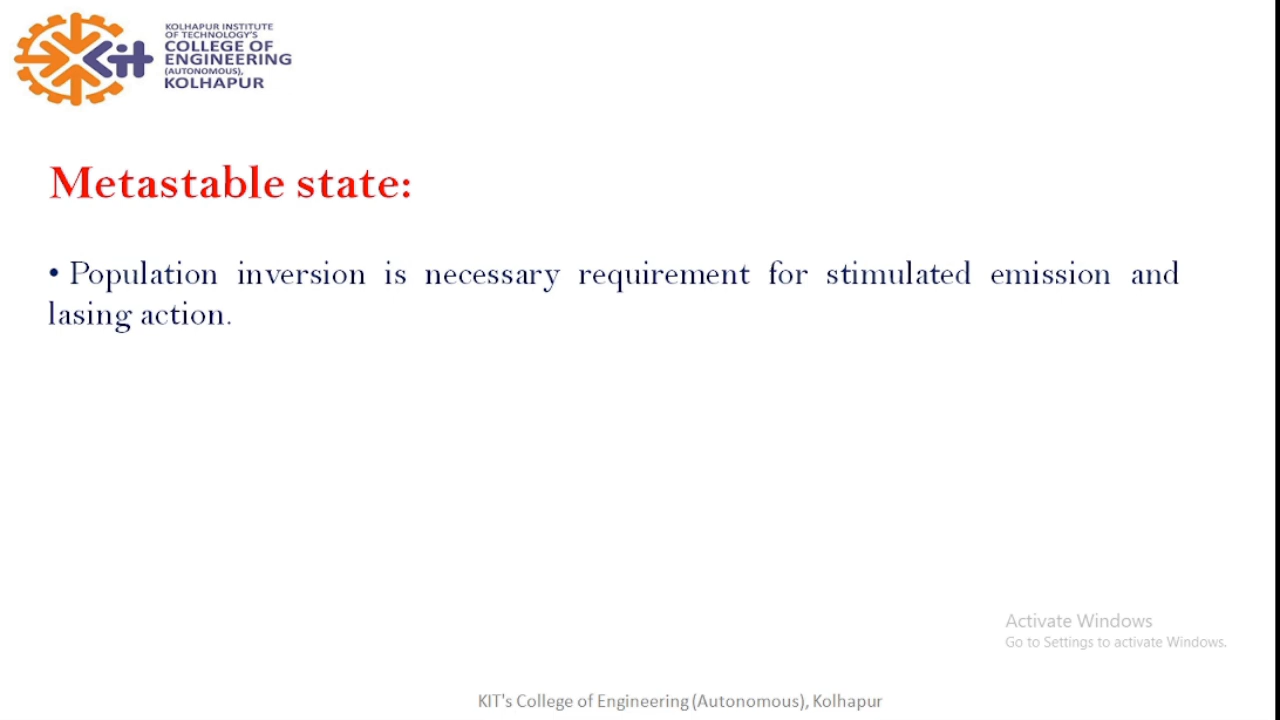 KOLHAPUR INSTITUTE
OF TECHNOLOGY'S
COLLEGE OF
ENGINEERING
(AUTONOMOUS),
KOLHAPUR
Kit
Metastable state:
• Population inversion is necessary requirement for stimulated emission and
lasing action.
Activate Windows
Go to Settings to activate Windows.
KIT's College of Engineering (Autonomous), Kolhapur